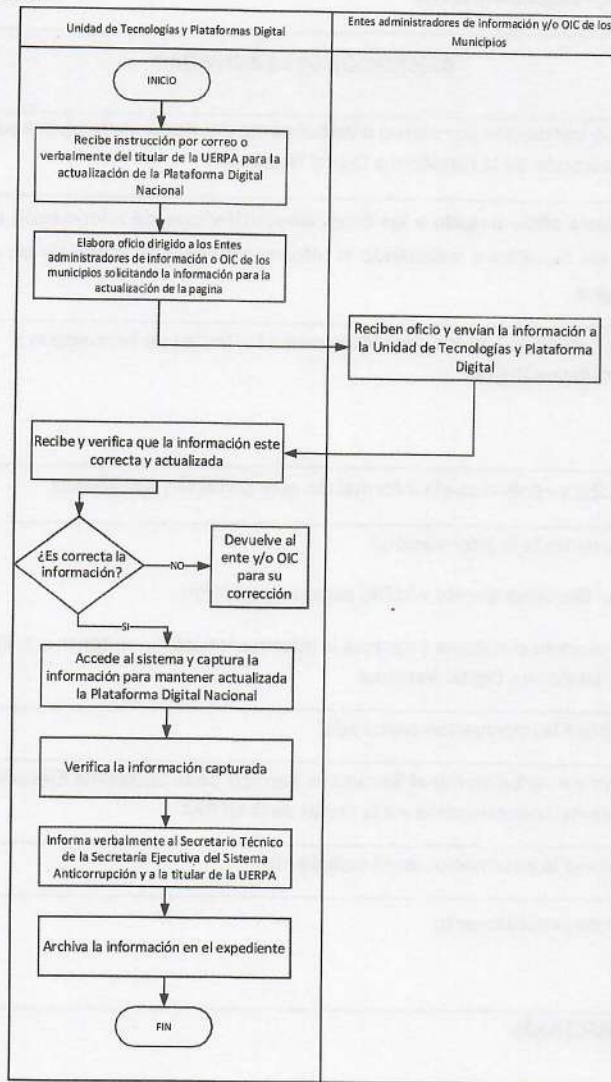 Unidad de Tecnologías y Plataformas Digital
Entes administradores de información y/o OIC de los
Municipios
INICIO
Recibe instrucción por correo o
verbalmente del titular de la UERPA para la
actualización de la Plataforma Digital
Nacional
Elabora oficio dirigido a los Entes
administradores de información o OIC de los
municipios solicitando la información para la
actualización de la pagina
Reciben oficio y envían la información a
la Unidad de Tecnologías y Plataforma
Digital
Recibe y verifica que la información este
correcta y actualizada
¿Es correcta la
información?
NO
Devuelve al
ente y/o OIC
para su
corrección
SI
Accede al sistema y captura la
información para mantener actualizada
la Plataforma Digital Nacional
Verifica la información capturada
Informa verbalmente al Secretario Técnico
de la Secretaría Ejecutiva del Sistema
Anticorrupción y a la titular de la UERPA
Archiva la información en el expediente
FIN